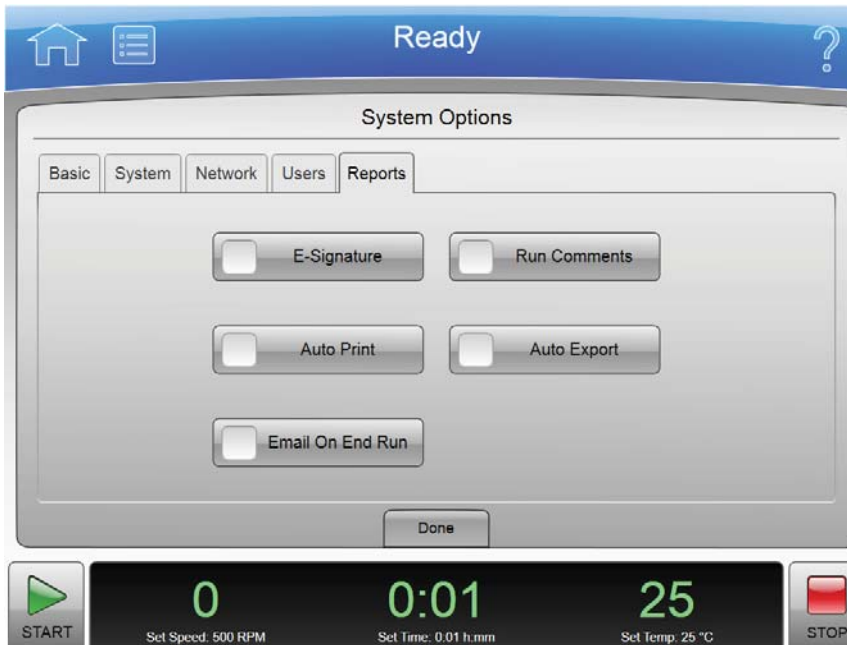 Ready
?
System Options
Basic System Network Users Reports
E-Signature Run Comments
Auto Print Auto Export
Email On End Run
Done
0 0:01 25
START Set Speed: 500 RPM Set Time: 0:01 h:mm Set Temp: 25 °C STOP